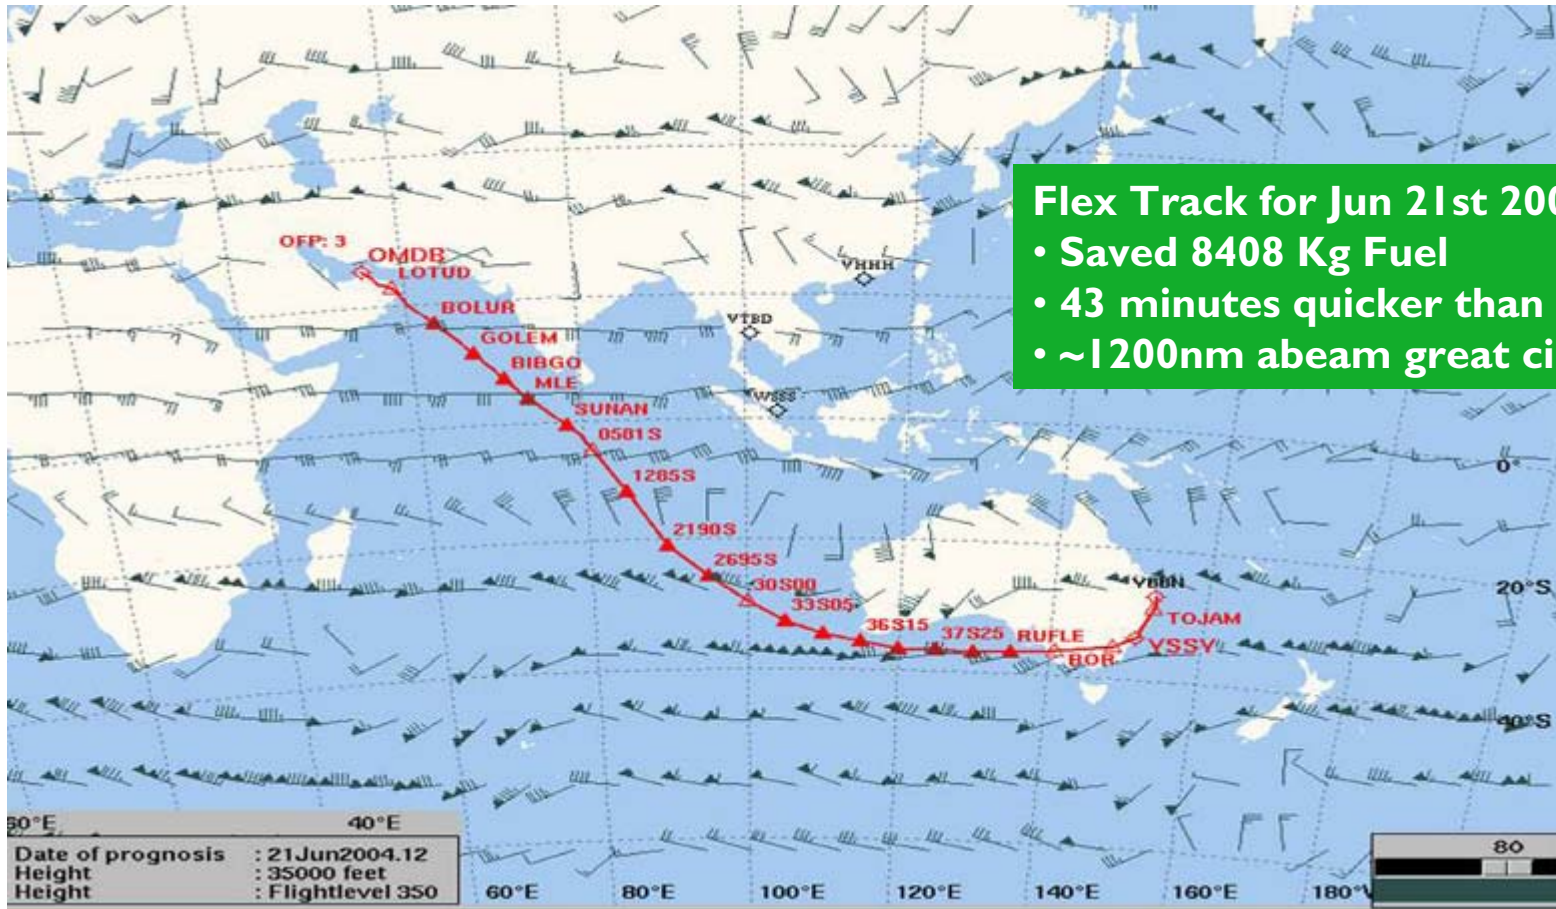 Flex Track for Jun 21st 200
• Saved 8408 Kg Fuel
• 43 minutes quicker than
• ~1200nm abeam great ci
OFP: 3
OMDB
LOTUD
BOLUR
GOLEM
BIBGO
MLE
SUNAN
0581S
1285S
2190S
2695S
30S00
33S05
36S15
37S25
RUFLE
BOR
YSSY
TOJAM
YBBN
VHHH
VTBD
WSSS
0°
20°S
40°S
40°E
60°E
80°E
100°E
120°E
140°E
160°E
180°
Date of prognosis : 21Jun2004.12
Height : 35000 feet
Height : Flightlevel 350
80